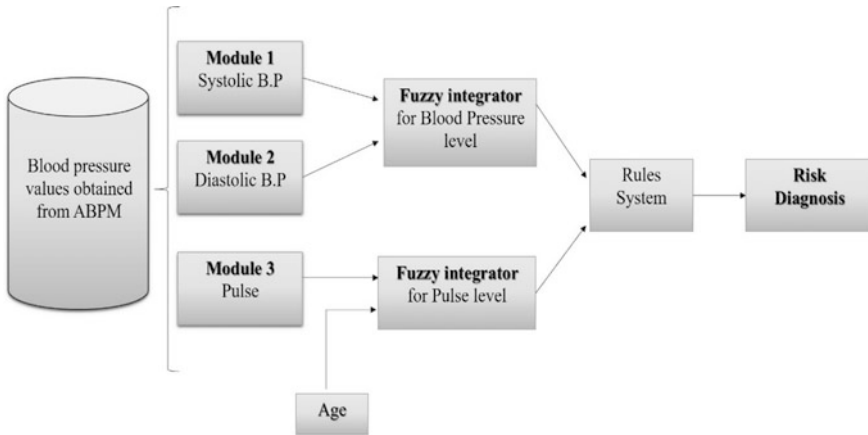 Blood pressure
values obtained
from ABPM
Module 1
Systolic B.P
Module 2
Diastolic B.P
Module 3
Pulse
Age
Fuzzy integrator
for Blood Pressure
level
Fuzzy integrator
for Pulse level
Rules
System
Risk
Diagnosis